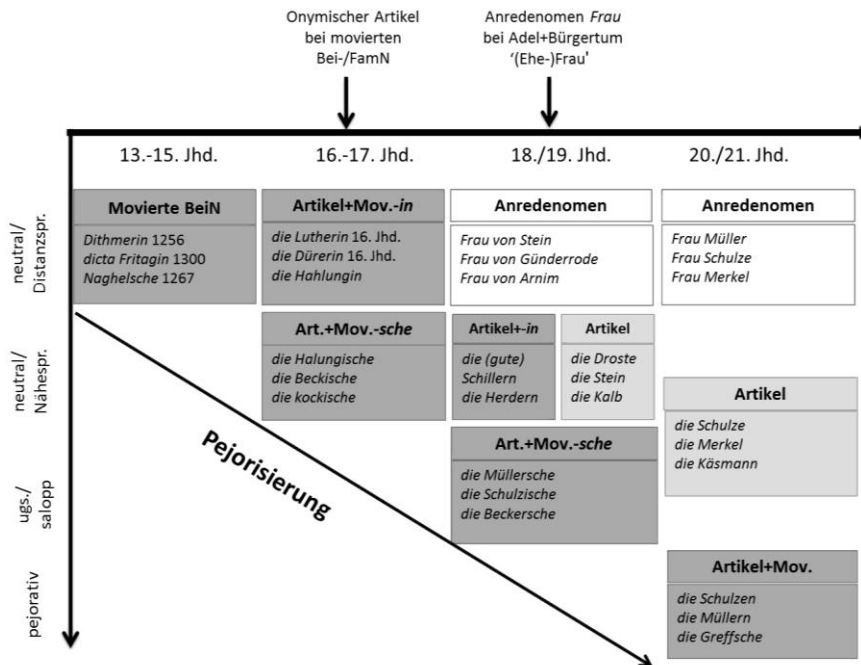 Onymischer Artikel
bei movierten
Bei-/FamN
Anredenomen Frau
bei Adel+Bürgertum
‘(Ehe-)Frau'
13.-15. Jhd.
16.-17. Jhd.
18./19. Jhd.
20./21. Jhd.
neutral/
Distanzspr.
Movierte BeiN
Dithmerin 1256
dicta Fritagin 1300
Naghelsche 1267
Artikel+Mov.-in
die Lutherin 16. Jhd.
die Dürerin 16. Jhd.
die Hahlungin
Anredenomen
Frau von Stein
Frau von Günderrode
Frau von Arnim
Anredenomen
Frau Müller
Frau Schulze
Frau Merkel
neutral/
Nähespr.
Art.+Mov.-sche
die Halungische
die Beckische
die kockische
Artikel+-in
die (gute)
Schillern
die Herdern
Artikel
die Droste
die Stein
die Kalb
Artikel
die Schulze
die Merkel
die Käsmann
ugs./
salopp
Art.+Mov.-sche
die Müllersche
die Schulzische
die Beckersche
Pejorisierung
pejorativ
Artikel+Mov.
die Schulzen
die Müllern
die Greffsche